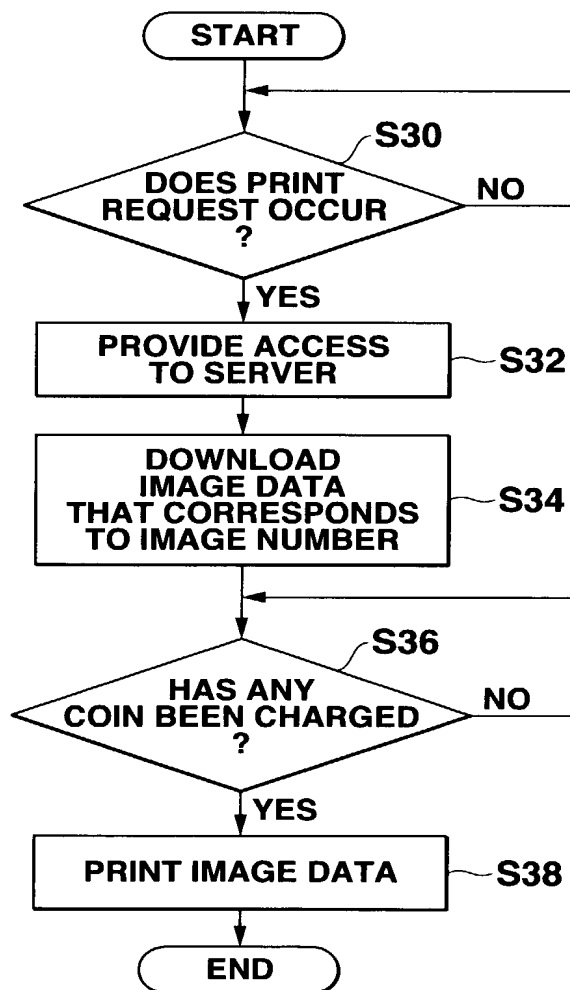 START
S30
DOES PRINT
REQUEST OCCUR
?
NO
YES
PROVIDE ACCESS
TO SERVER
S32
DOWNLOAD
IMAGE DATA
THAT CORRESPONDS
TO IMAGE NUMBER
S34
S36
HAS ANY
COIN BEEN CHARGED
?
NO
YES
PRINT IMAGE DATA
S38
END